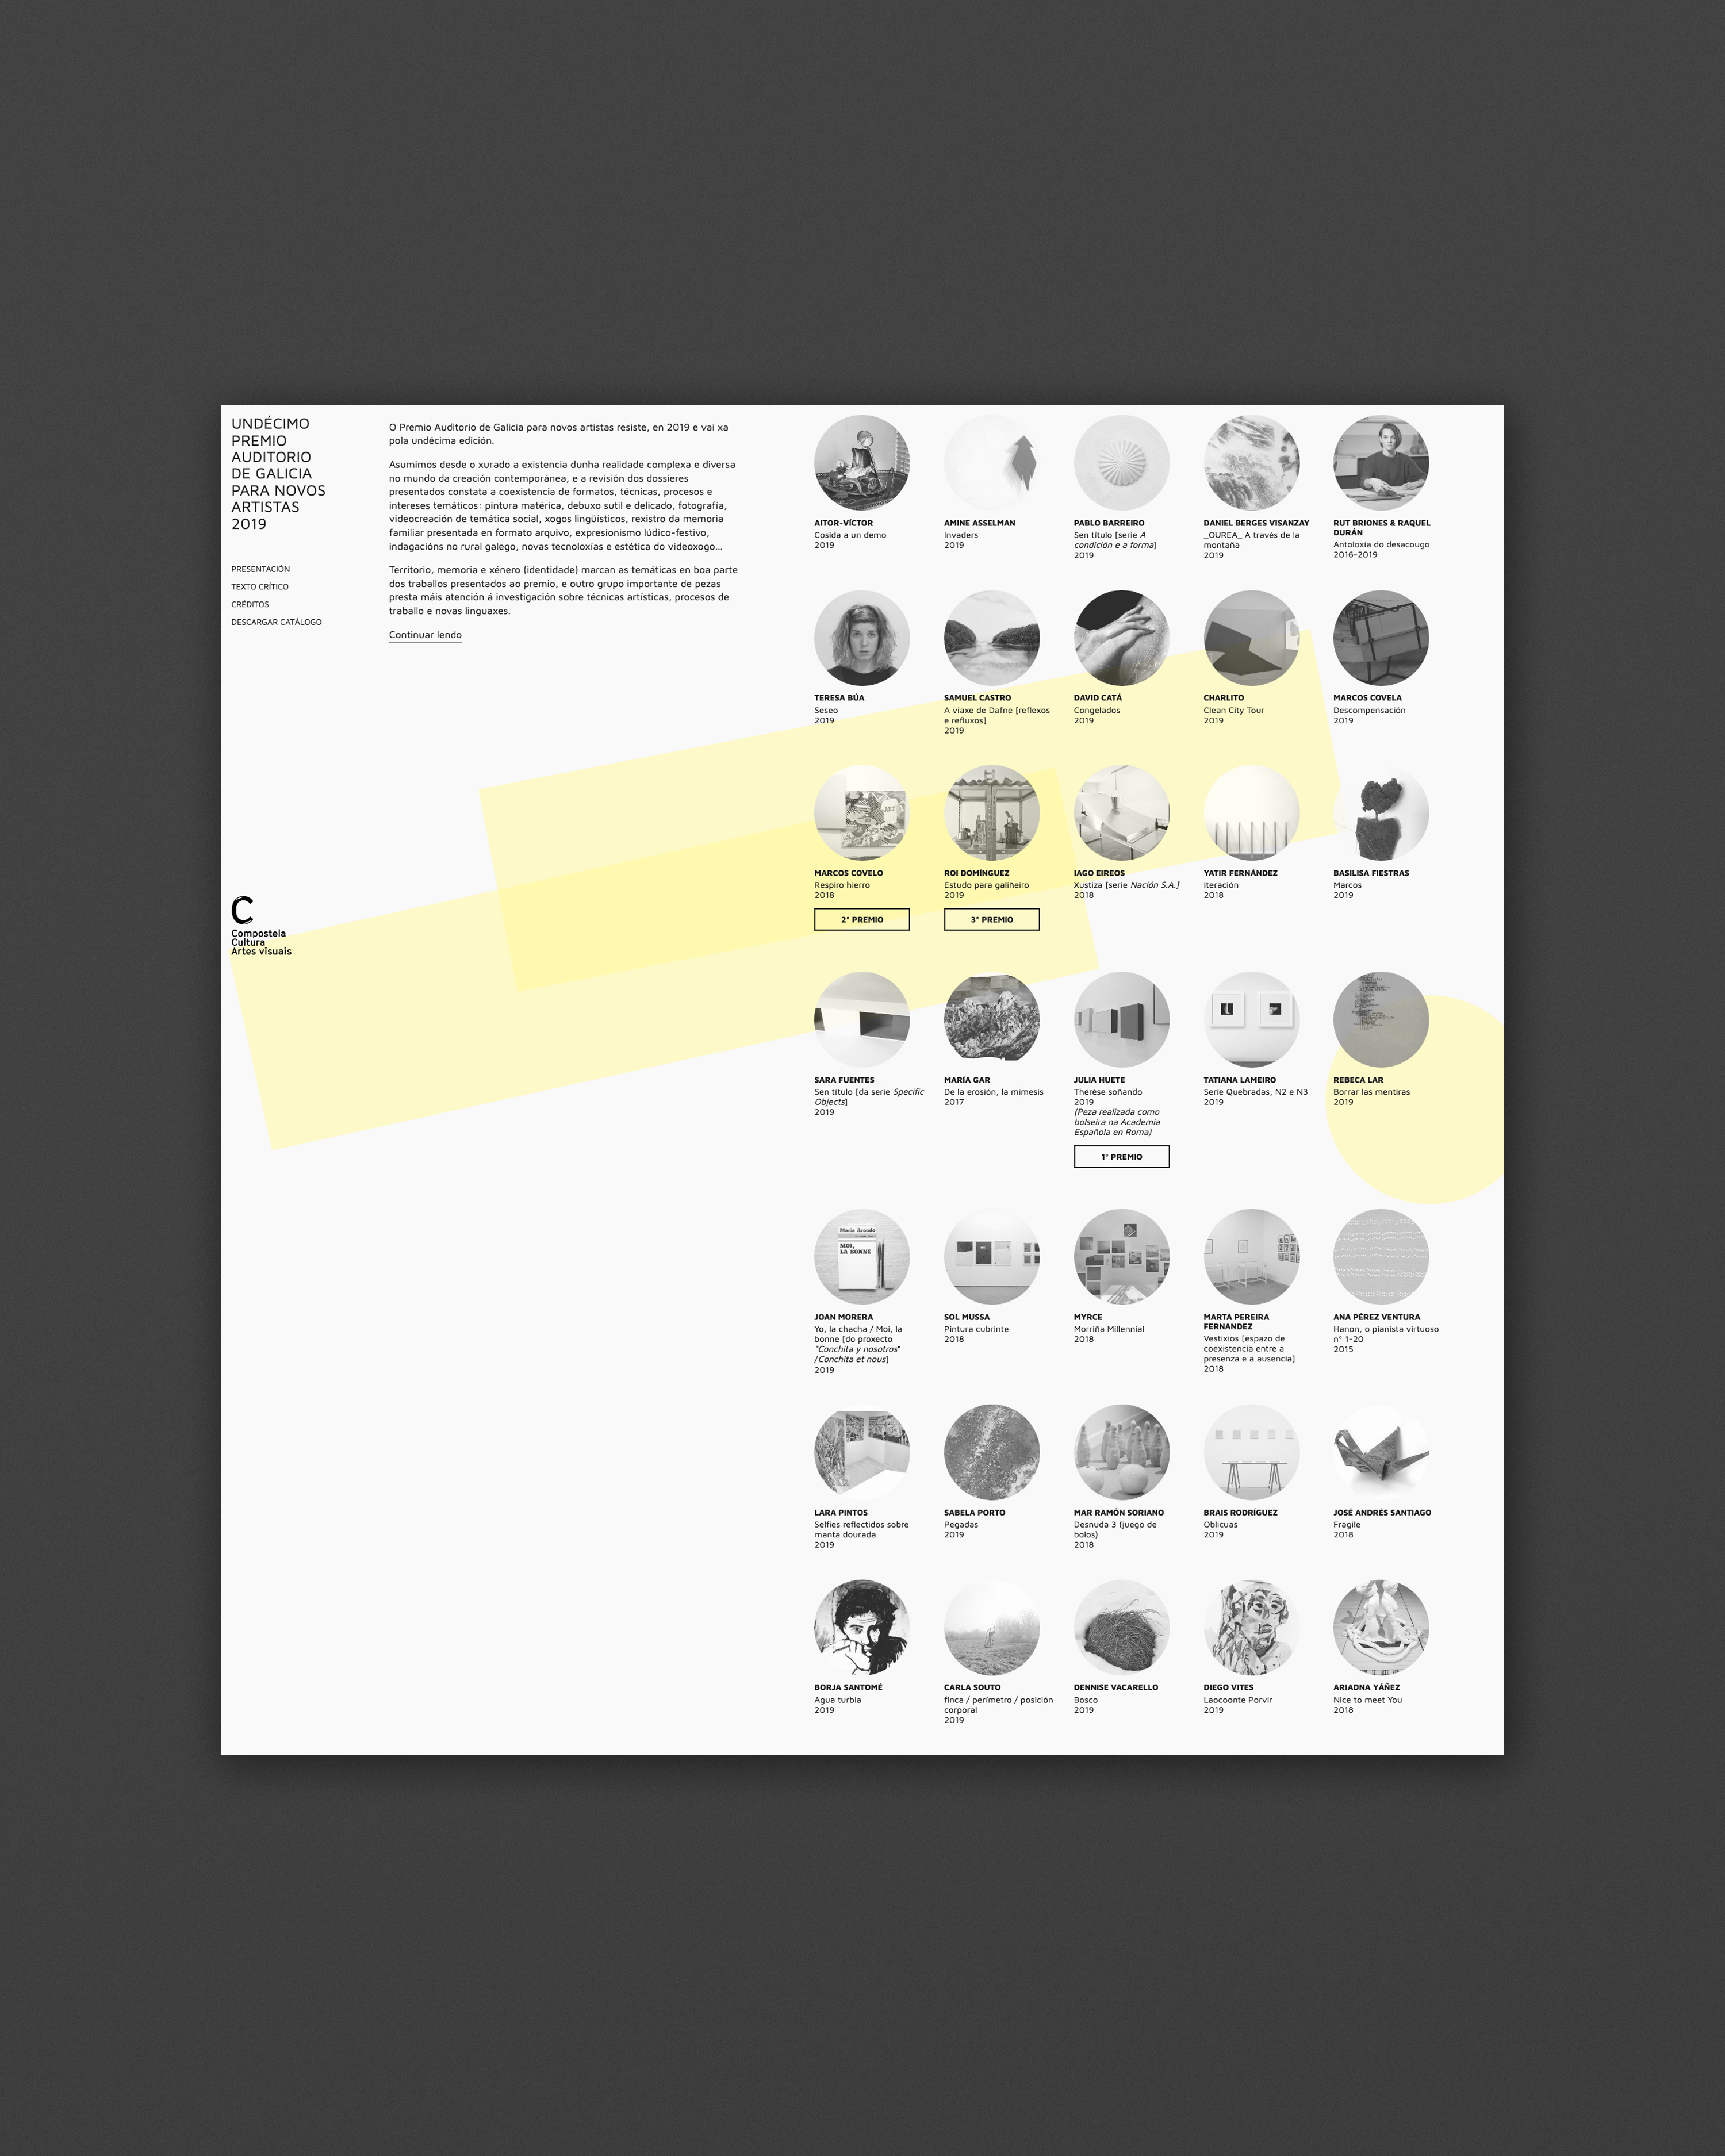 UNDÉCIMO
PREMIO
AUDITORIO
DE GALICIA
PARA NOVOS
ARTISTAS
2019
PRESENTACIÓN
TEXTO CRÍTICO
CRÉDITOS
DESCARGAR CATÁLOGO
C
Compostela
Cultura
Artes visuais
O Premio Auditorio de Galicia para novos artistas resiste, en 2019 e vai xa
pola undécima edición.
Asumimos desde o xurado a existencia dunha realidade complexa e diversa
no mundo da creación contemporánea, e a revisión dos dossieres
presentados constata a coexistencia de formatos, técnicas, procesos e
intereses temáticos: pintura matérica, debuxo sutil e delicado, fotografía,
videocreación de temática social, xogos lingüísticos, rexistro da memoria
familiar presentada en formato arquivo, expresionismo lúdico-festivo,
indagacións no rural galego, novas tecnoloxías e estética do videoxogo…
Territorio, memoria e xénero (identidade) marcan as temáticas en boa parte
dos traballos presentados ao premio, e outro grupo importante de pezas
presta máis atención á investigación sobre técnicas artísticas, procesos de
traballo e novas linguaxes.
Continuar lendo
AITOR-VÍCTOR
Cosida a un demo
2019
AMINE ASSELMAN
Invaders
2019
PABLO BARREIRO
Sen título [serie A
condición e a forma]
2019
DANIEL BERGES VISANZAY
_OUREA_ A través de la
montaña
2019
RUT BRIONES & RAQUEL
DURÁN
Antoloxía do desacougo
2016–2019
TERESA BÚA
Seseo
2019
SAMUEL CASTRO
A viaxe de Dafne [reflexos
e refluxos]
2019
DAVID CATÁ
Congelados
2019
CHARLITO
Clean City Tour
2019
MARCOS COVELA
Descompensación
2019
ART
MARCOS COVELO
Respiro hierro
2018
2º PREMIO
ROI DOMÍNGUEZ
Estudo para galiñeiro
2019
3º PREMIO
IAGO EIREOS
Xustiza [serie Nación S.A.]
2018
YATIR FERNÁNDEZ
Iteración
2018
BASILISA FIESTRAS
Marcos
2019
SARA FUENTES
Sen título [da serie Specific
Objects]
2019
MARÍA GAR
De la erosión, la mimesis
2017
JULIA HUETE
Thérèse soñando
2019
(Peza realizada como
bolseira na Academia
Española en Roma)
1º PREMIO
TATIANA LAMEIRO
Serie Quebradas, N2 e N3
2019
REBECA LAR
Borrar las mentiras
2019
Maria Arondo
MOI,
LA BONNE
JOAN MORERA
Yo, la chacha / Moi, la
bonne [do proxecto
"Conchita y nosotros"
/Conchita et nous]
2019
SOL MUSSA
Pintura cubrinte
2018
MYRCE
Morriña Millennial
2018
MARTA PEREIRA
FERNANDEZ
Vestixios [espazo de
coexistencia entre a
presenza e a ausencia]
2018
ANA PÉREZ VENTURA
Hanon, o pianista virtuoso
nº 1-20
2015
LARA PINTOS
Selfies reflectidos sobre
manta dourada
2019
SABELA PORTO
Pegadas
2019
MAR RAMÓN SORIANO
Desnuda 3 (juego de
bolos)
2018
BRAIS RODRÍGUEZ
Oblicuas
2019
JOSÉ ANDRÉS SANTIAGO
Fragile
2018
BORJA SANTOMÉ
Agua turbia
2019
CARLA SOUTO
finca / perímetro / posición
corporal
2019
DENNISE VACARELLO
Bosco
2019
DIEGO VITES
Laocoonte Porvir
2019
ARIADNA YÁÑEZ
Nice to meet You
2018